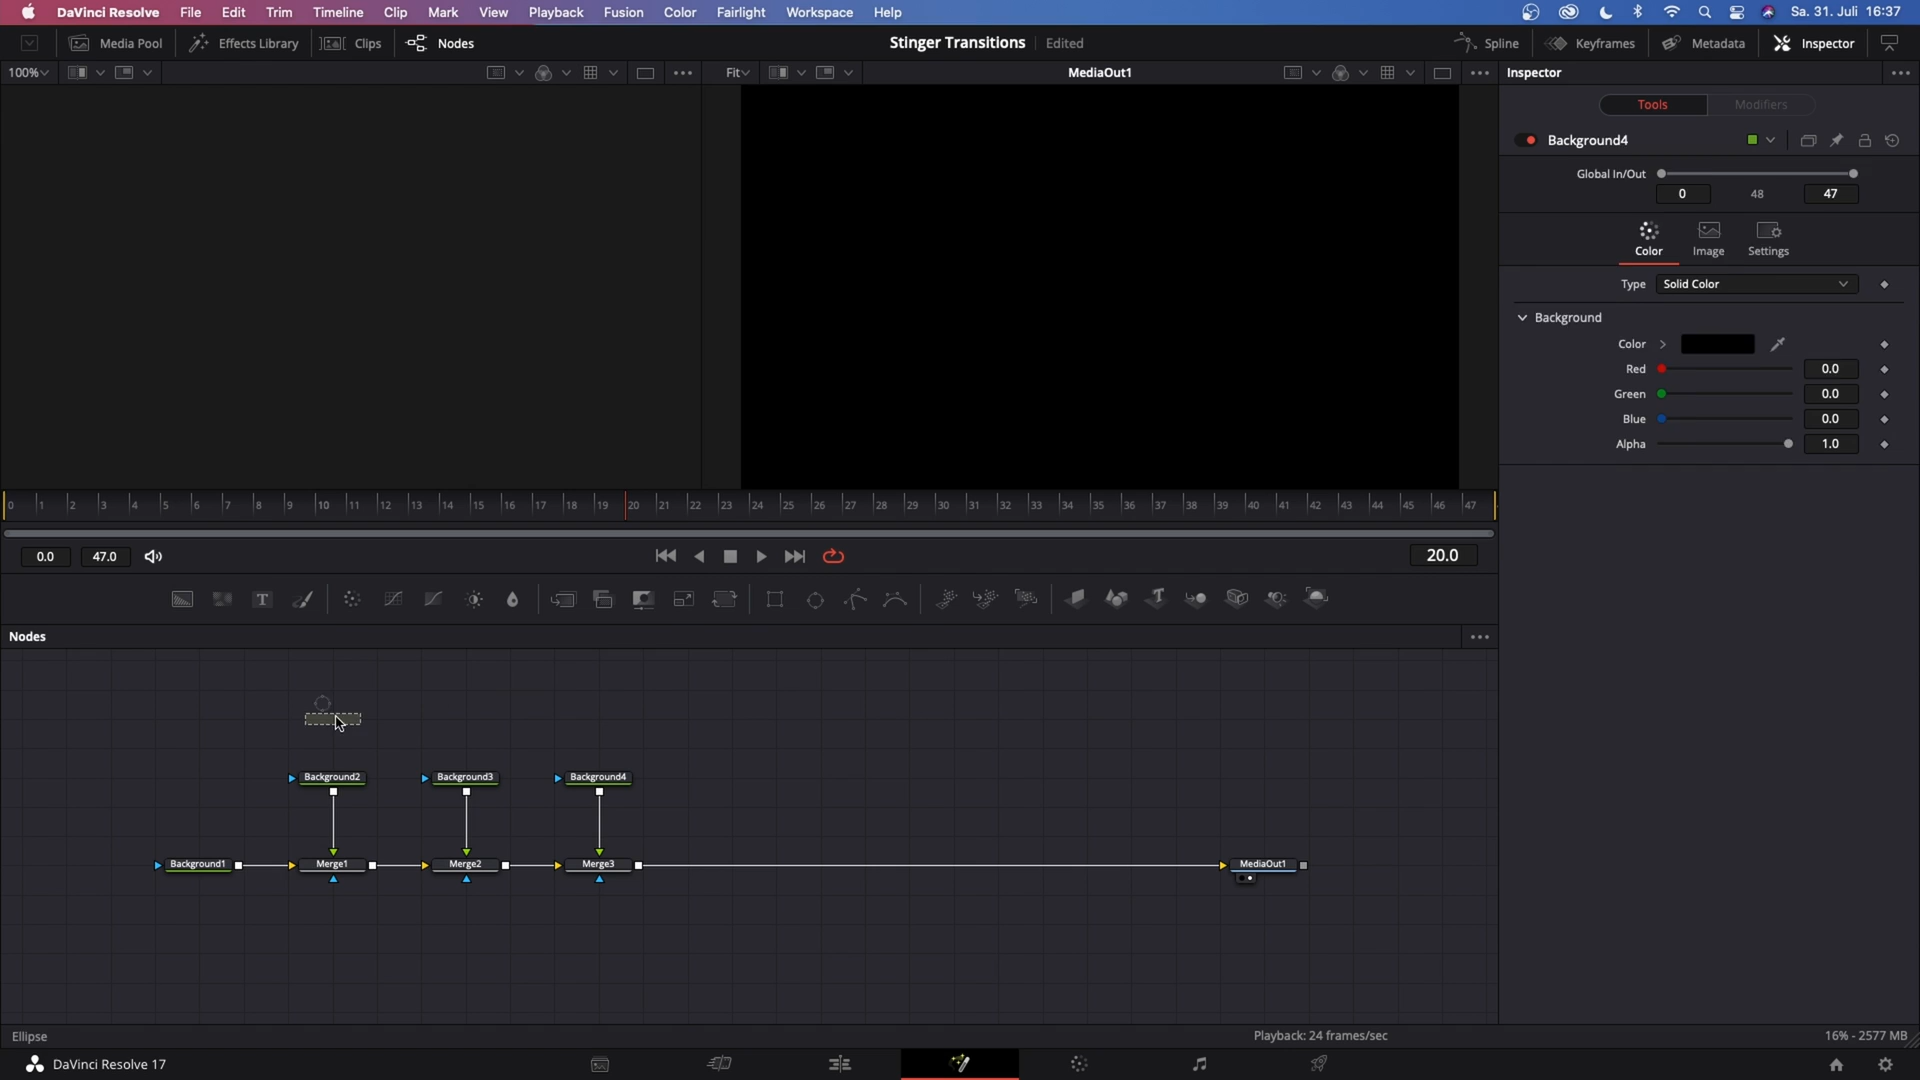 DaVinci Resolve File Edit Trim Timeline Clip Mark View Playback Fusion Color Fairlight Workspace Help Sa. 31. Juli 16:37
Media Pool Effects Library Clips Nodes Stinger Transitions Edited Spline Keyframes Metadata Inspector
100% Fit MediaOut1 Inspector
Tools Modifiers
Background4
Global In/Out
0 48 47
Color Image Settings
Type Solid Color
Background
Color
Red 0.0
Green 0.0
Blue 0.0
Alpha 1.0
0 1 2 3 4 5 6 7 8 9 10 11 12 13 14 15 16 17 18 19 20 21 22 23 24 25 26 27 28 29 30 31 32 33 34 35 36 37 38 39 40 41 42 43 44 45 46 47
0.0 47.0 20.0
T T
Nodes
Background2 Background3 Background4
Background1 Merge1 Merge2 Merge3 MediaOut1
Ellipse Playback: 24 frames/sec 16% - 2577 MB
DaVinci Resolve 17